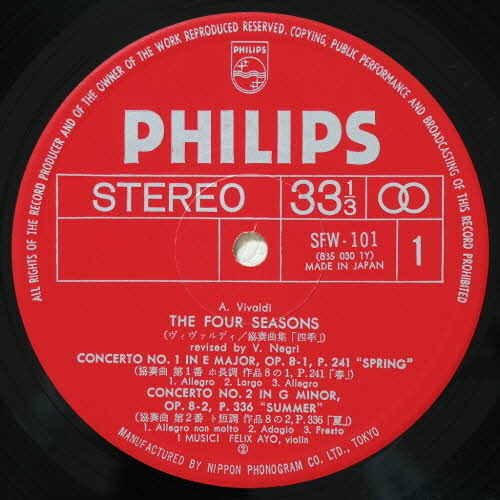 ALL RIGHTS OF THE RECORD PRODUCER AND OF THE OWNER OF THE WORK REPRODUCED RESERVED. COPYING, PUBLIC PERFORMANCE AND BROADCASTING OF THIS RECORD PROHIBITED.
PHILIPS
PHILIPS
STEREO 33 1/3
SFW-101
(835 030 1Y)
MADE IN JAPAN
1
A. Vivaldi
THE FOUR SEASONS
(ヴィヴァルディ/協奏曲集「四季」)
revised by V. Negri
CONCERTO NO. 1 IN E MAJOR, OP. 8-1, P. 241 "SPRING"
(協奏曲 第1番 ホ長調 作品8の1, P.241「春」)
1. Allegro 2. Largo 3. Allegro
CONCERTO NO. 2 IN G MINOR,
OP. 8-2, P. 336 "SUMMER"
(協奏曲 第2番 ト短調 作品8の2, P.336「夏」)
1. Allegro non molto 2. Adagio 3. Presto
I MUSICI FELIX AYO, violin
②
MANUFACTURED BY NIPPON PHONOGRAM CO. LTD., TOKYO